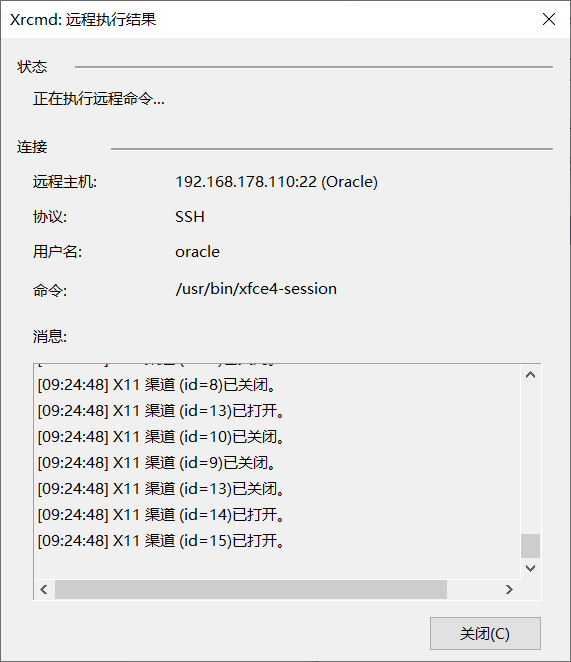 Xrcmd: 远程执行结果
状态
正在执行远程命令...
连接
远程主机: 192.168.178.110:22 (Oracle)
协议: SSH
用户名: oracle
命令: /usr/bin/xfce4-session
消息:
[09:24:48] X11 渠道 (id=8)已关闭。
[09:24:48] X11 渠道 (id=13)已打开。
[09:24:48] X11 渠道 (id=10)已关闭。
[09:24:48] X11 渠道 (id=9)已关闭。
[09:24:48] X11 渠道 (id=13)已关闭。
[09:24:48] X11 渠道 (id=14)已打开。
[09:24:48] X11 渠道 (id=15)已打开。
关闭(C)